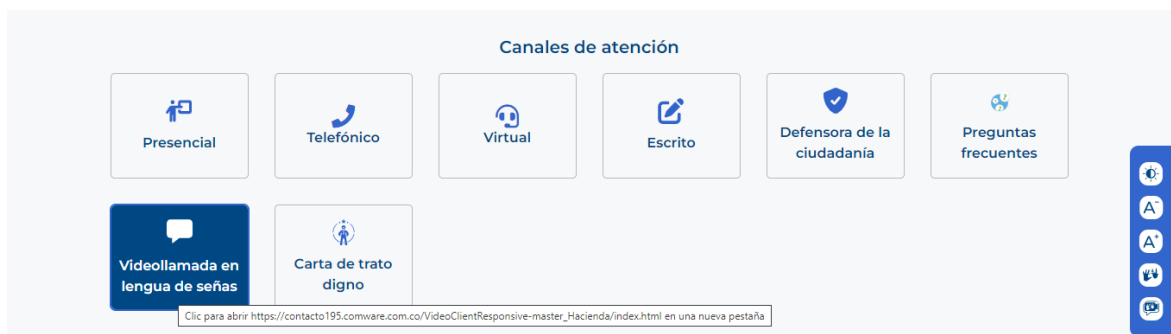 Canales de atención
Presencial
Telefónico
Virtual
Escrito
Defensora de la
ciudadanía
Preguntas
frecuentes
Videollamada en
lengua de señas
Carta de trato
digno
Clic para abrir https://contacto195.comware.com.co/VideoClientResponsive-master_Hacienda/index.html en una nueva pestaña
A-
A+